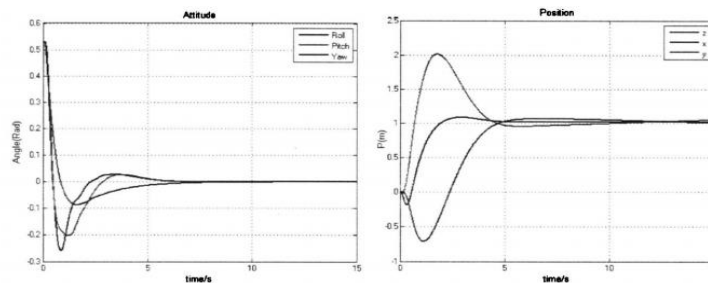 Attitude
0.6
0.5
0.4
0.3
0.2
0.1
0
-0.1
-0.2
-0.3
Angle(Rad)
Roll
Pitch
Yaw
0
5
10
15
time/s
Position
2.5
2
1.5
1
0.5
0
-0.5
-1
P(m)
z
x
y
0
5
10
time/s